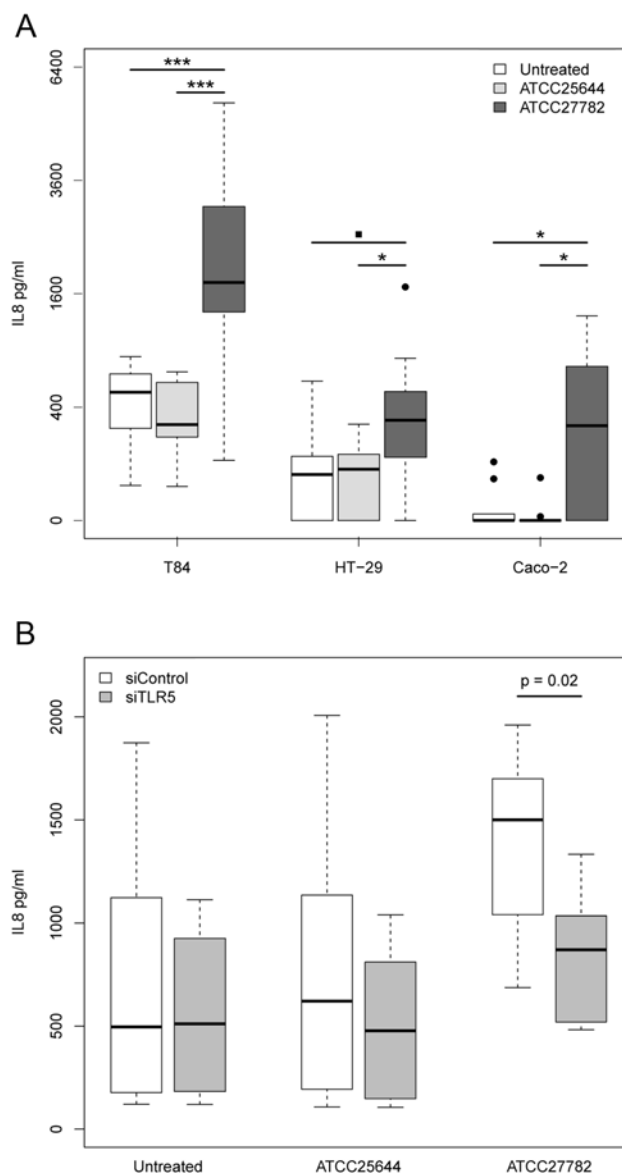 A
6400
3600
1600
400
0
IL8 pg/ml
Untreated
ATCC25644
ATCC27782
***
***
*
*
*
T84
HT−29
Caco−2
B
siControl
siTLR5
p = 0.02
2000
1500
1000
500
0
IL8 pg/ml
Untreated
ATCC25644
ATCC27782